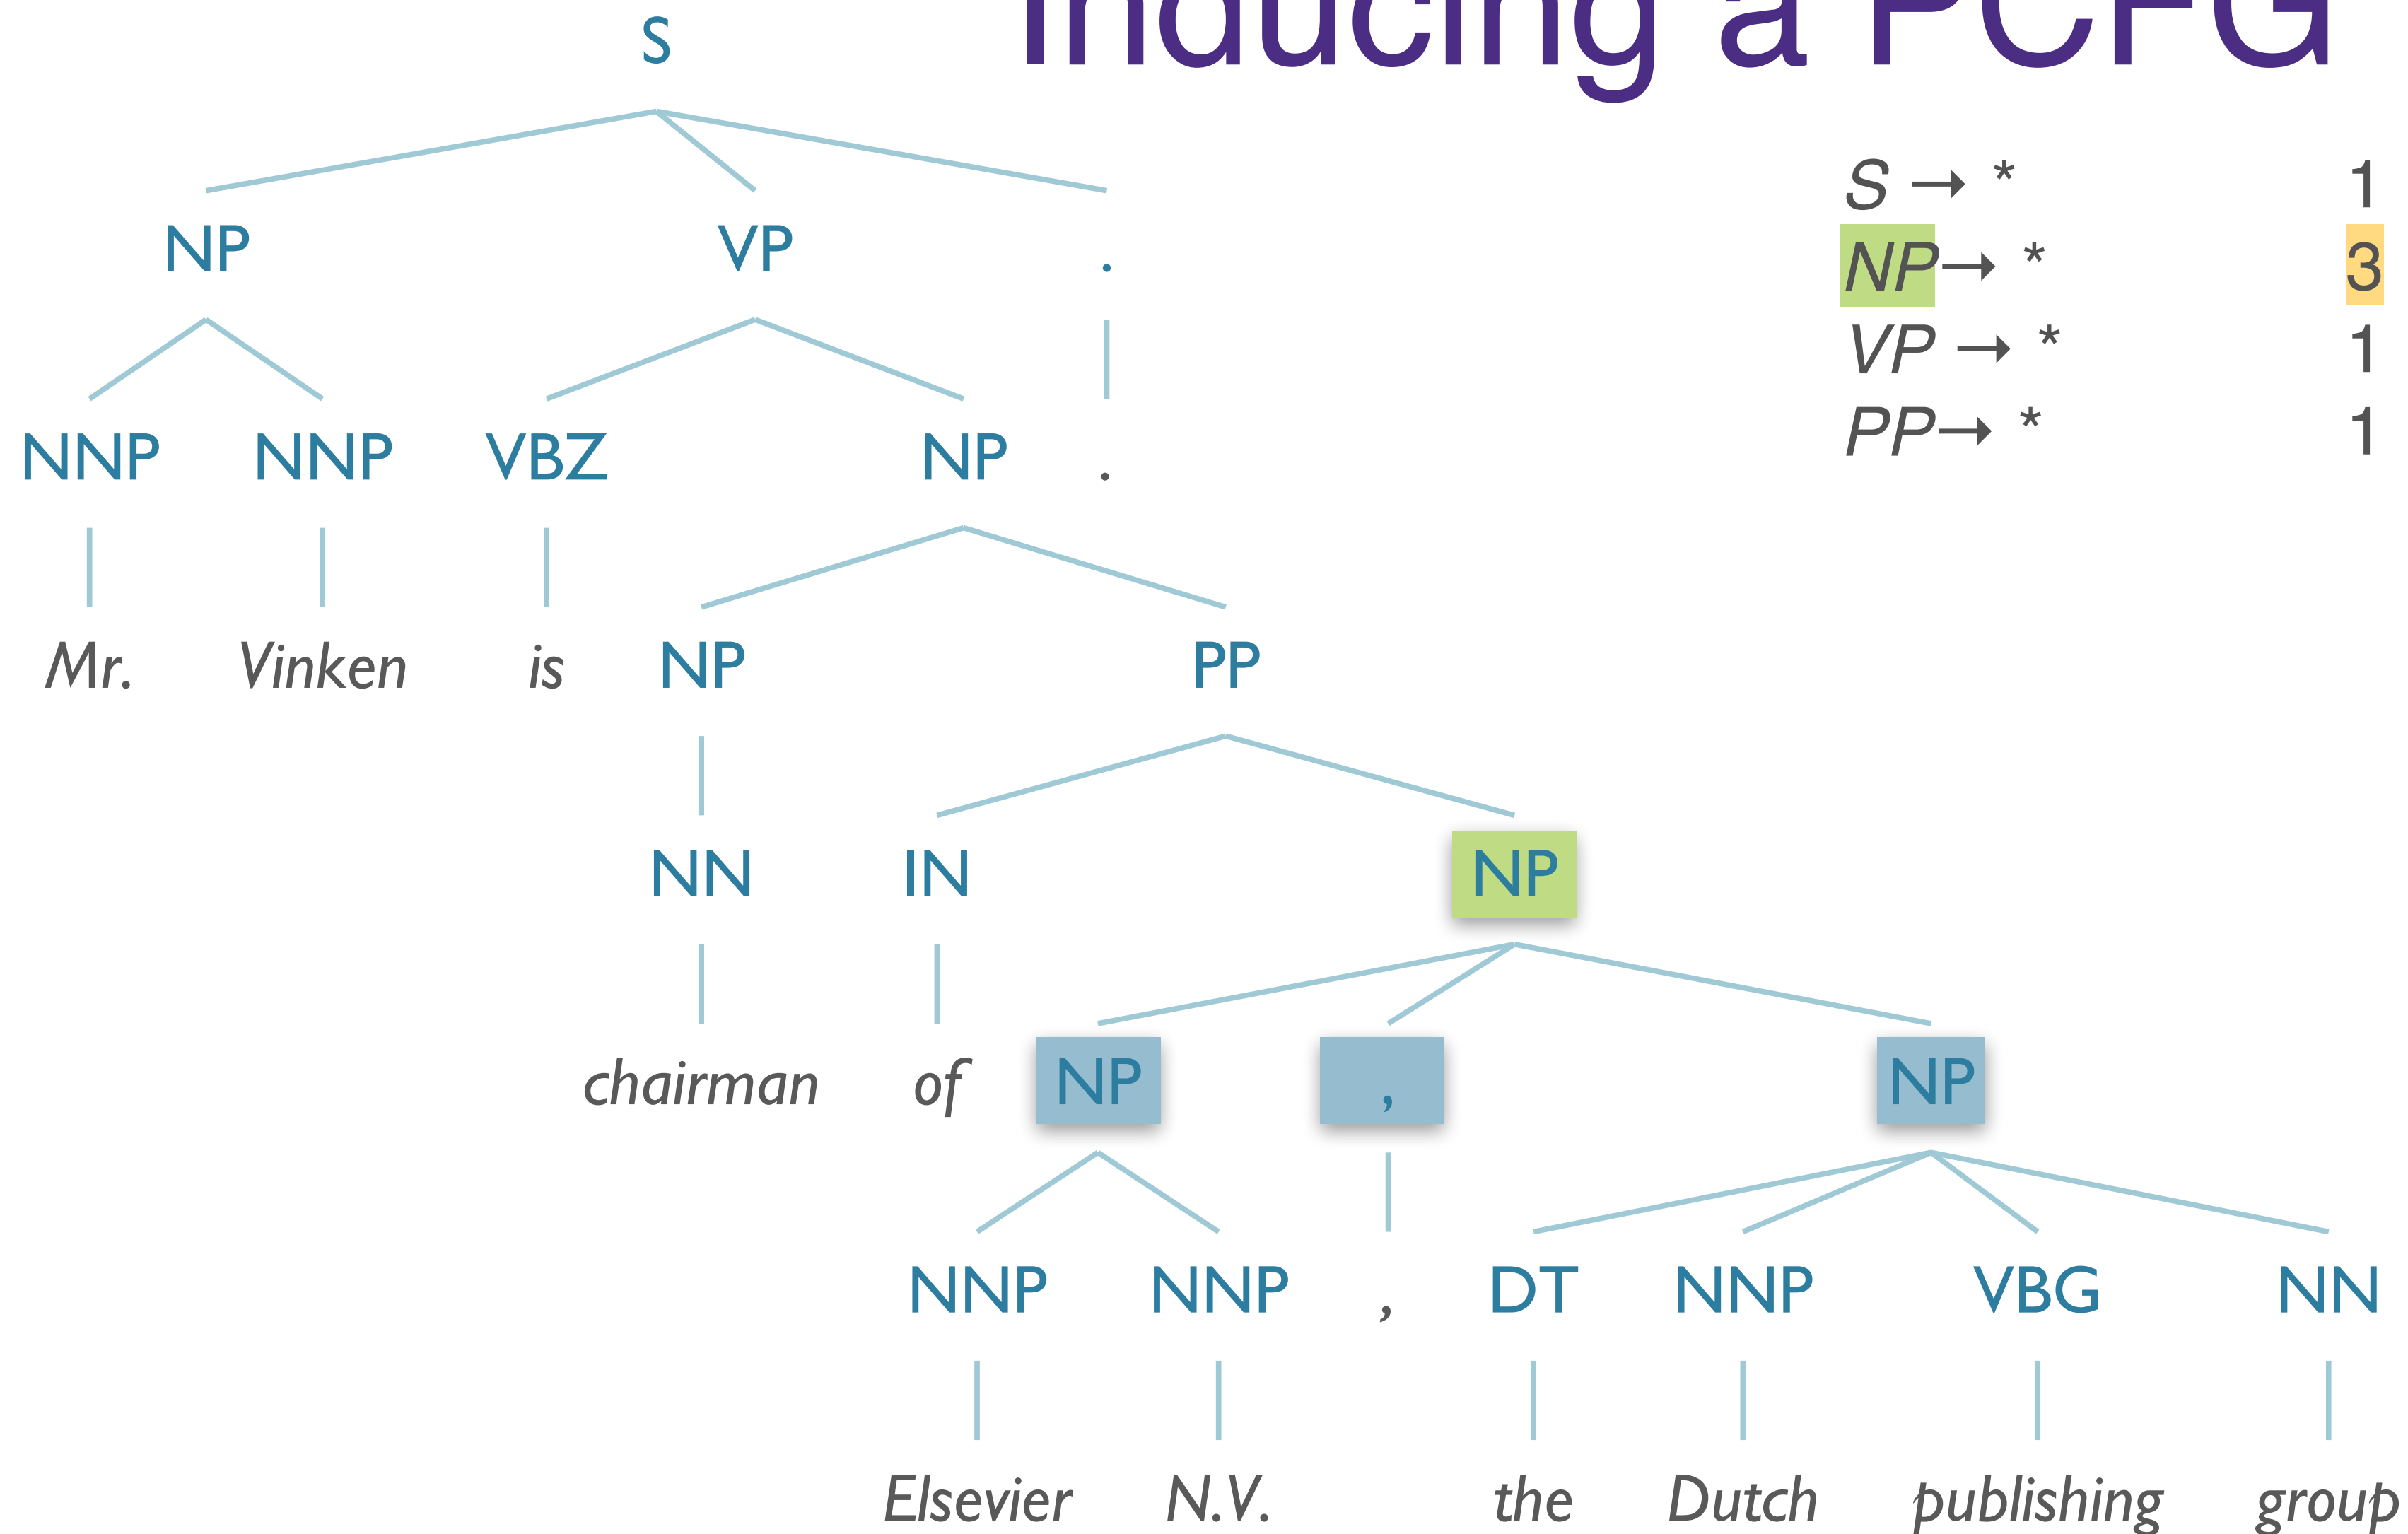 Inducing a PCFG
S
S → * 1
NP → * 3
VP → * 1
PP → * 1
NP VP .
NNP NNP VBZ NP .
Mr. Vinken is NP PP
NN IN NP
chairman of NP , NP
NNP NNP , DT NNP VBG NN
Elsevier N.V. the Dutch publishing group